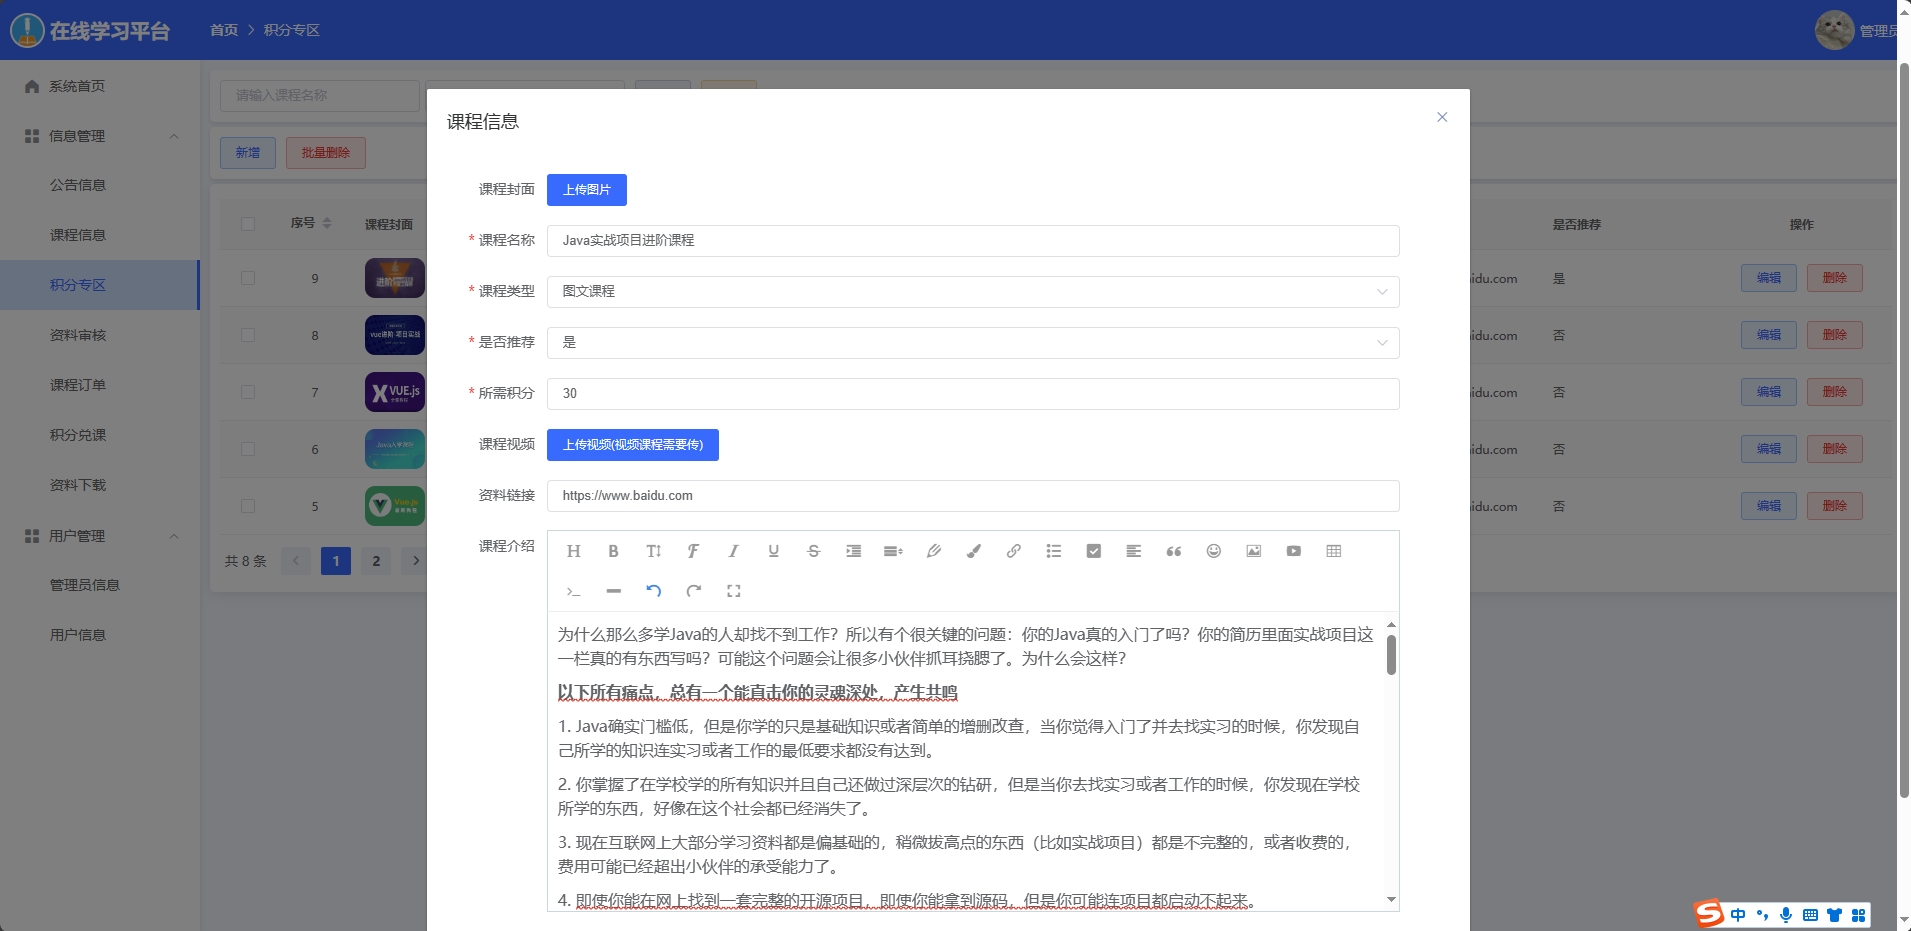 在线学习平台
首页 > 积分专区
管理员
系统首页
信息管理
公告信息
课程信息
积分专区
资料审核
课程订单
积分兑课
资料下载
用户管理
管理员信息
用户信息
请输入课程名称
新增
批量删除
序号
课程封面
是否推荐
操作
9
进阶
idu.com
是
编辑
删除
8
vue进阶 项目实战
idu.com
否
编辑
删除
7
VUE.js
idu.com
否
编辑
删除
6
idu.com
否
编辑
删除
5
Vue.js
idu.com
否
编辑
删除
共 8 条
1
2
课程信息
课程封面
上传图片
* 课程名称
Java实战项目进阶课程
* 课程类型
图文课程
* 是否推荐
是
* 所需积分
30
课程视频
上传视频(视频课程需要传)
资料链接
https://www.baidu.com
课程介绍
为什么那么多学Java的人却找不到工作？所以有个很关键的问题：你的Java真的入门了吗？你的简历里面实战项目这
一栏真的有东西写吗？可能这个问题会让很多小伙伴抓耳挠腮了。为什么会这样？
以下所有痛点，总有一个能直击你的灵魂深处，产生共鸣
1. Java确实门槛低，但是你学的只是基础知识或者简单的增删改查，当你觉得入门了并去找实习的时候，你发现自
己所学的知识连实习或者工作的最低要求都没有达到。
2. 你掌握了在学校学的所有知识并且自己还做过深层次的钻研，但是当你去找实习或者工作的时候，你发现在学校
所学的东西，好像在这个社会都已经消失了。
3. 现在互联网上大部分学习资料都是偏基础的，稍微拔高点的东西（比如实战项目）都是不完整的，或者收费的，
费用可能已经超出小伙伴的承受能力了。
4. 即使你能在网上找到一套完整的开源项目，即使你能拿到源码，但是你可能连项目都启动不起来。
中